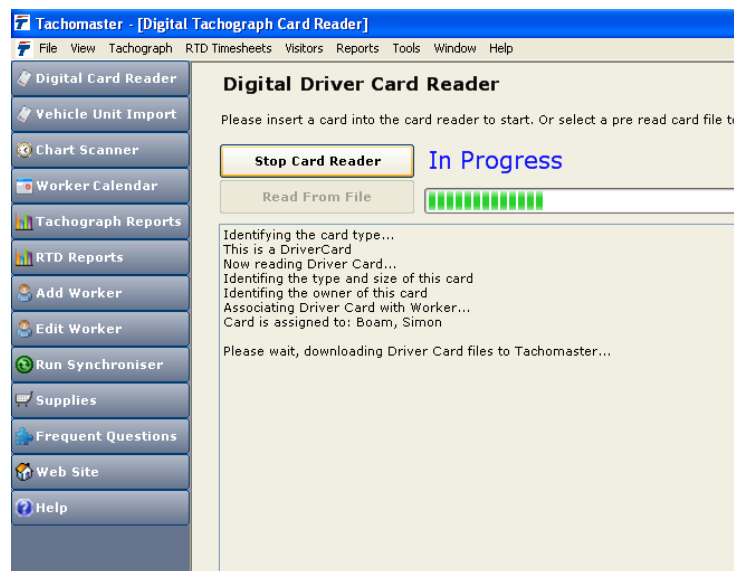 Tachomaster - [Digital Tachograph Card Reader]
File View Tachograph RTD Timesheets Visitors Reports Tools Window Help
Digital Card Reader
Vehicle Unit Import
Chart Scanner
Worker Calendar
Tachograph Reports
RTD Reports
Add Worker
Edit Worker
Run Synchroniser
Supplies
Frequent Questions
Web Site
Help
Digital Driver Card Reader
Please insert a card into the card reader to start. Or select a pre read card file
Stop Card Reader
In Progress
Read From File
Identifying the card type...
This is a DriverCard
Now reading Driver Card...
Identifing the type and size of this card
Identifing the owner of this card
Associating Driver Card with Worker...
Card is assigned to: Boam, Simon
Please wait, downloading Driver Card files to Tachomaster...